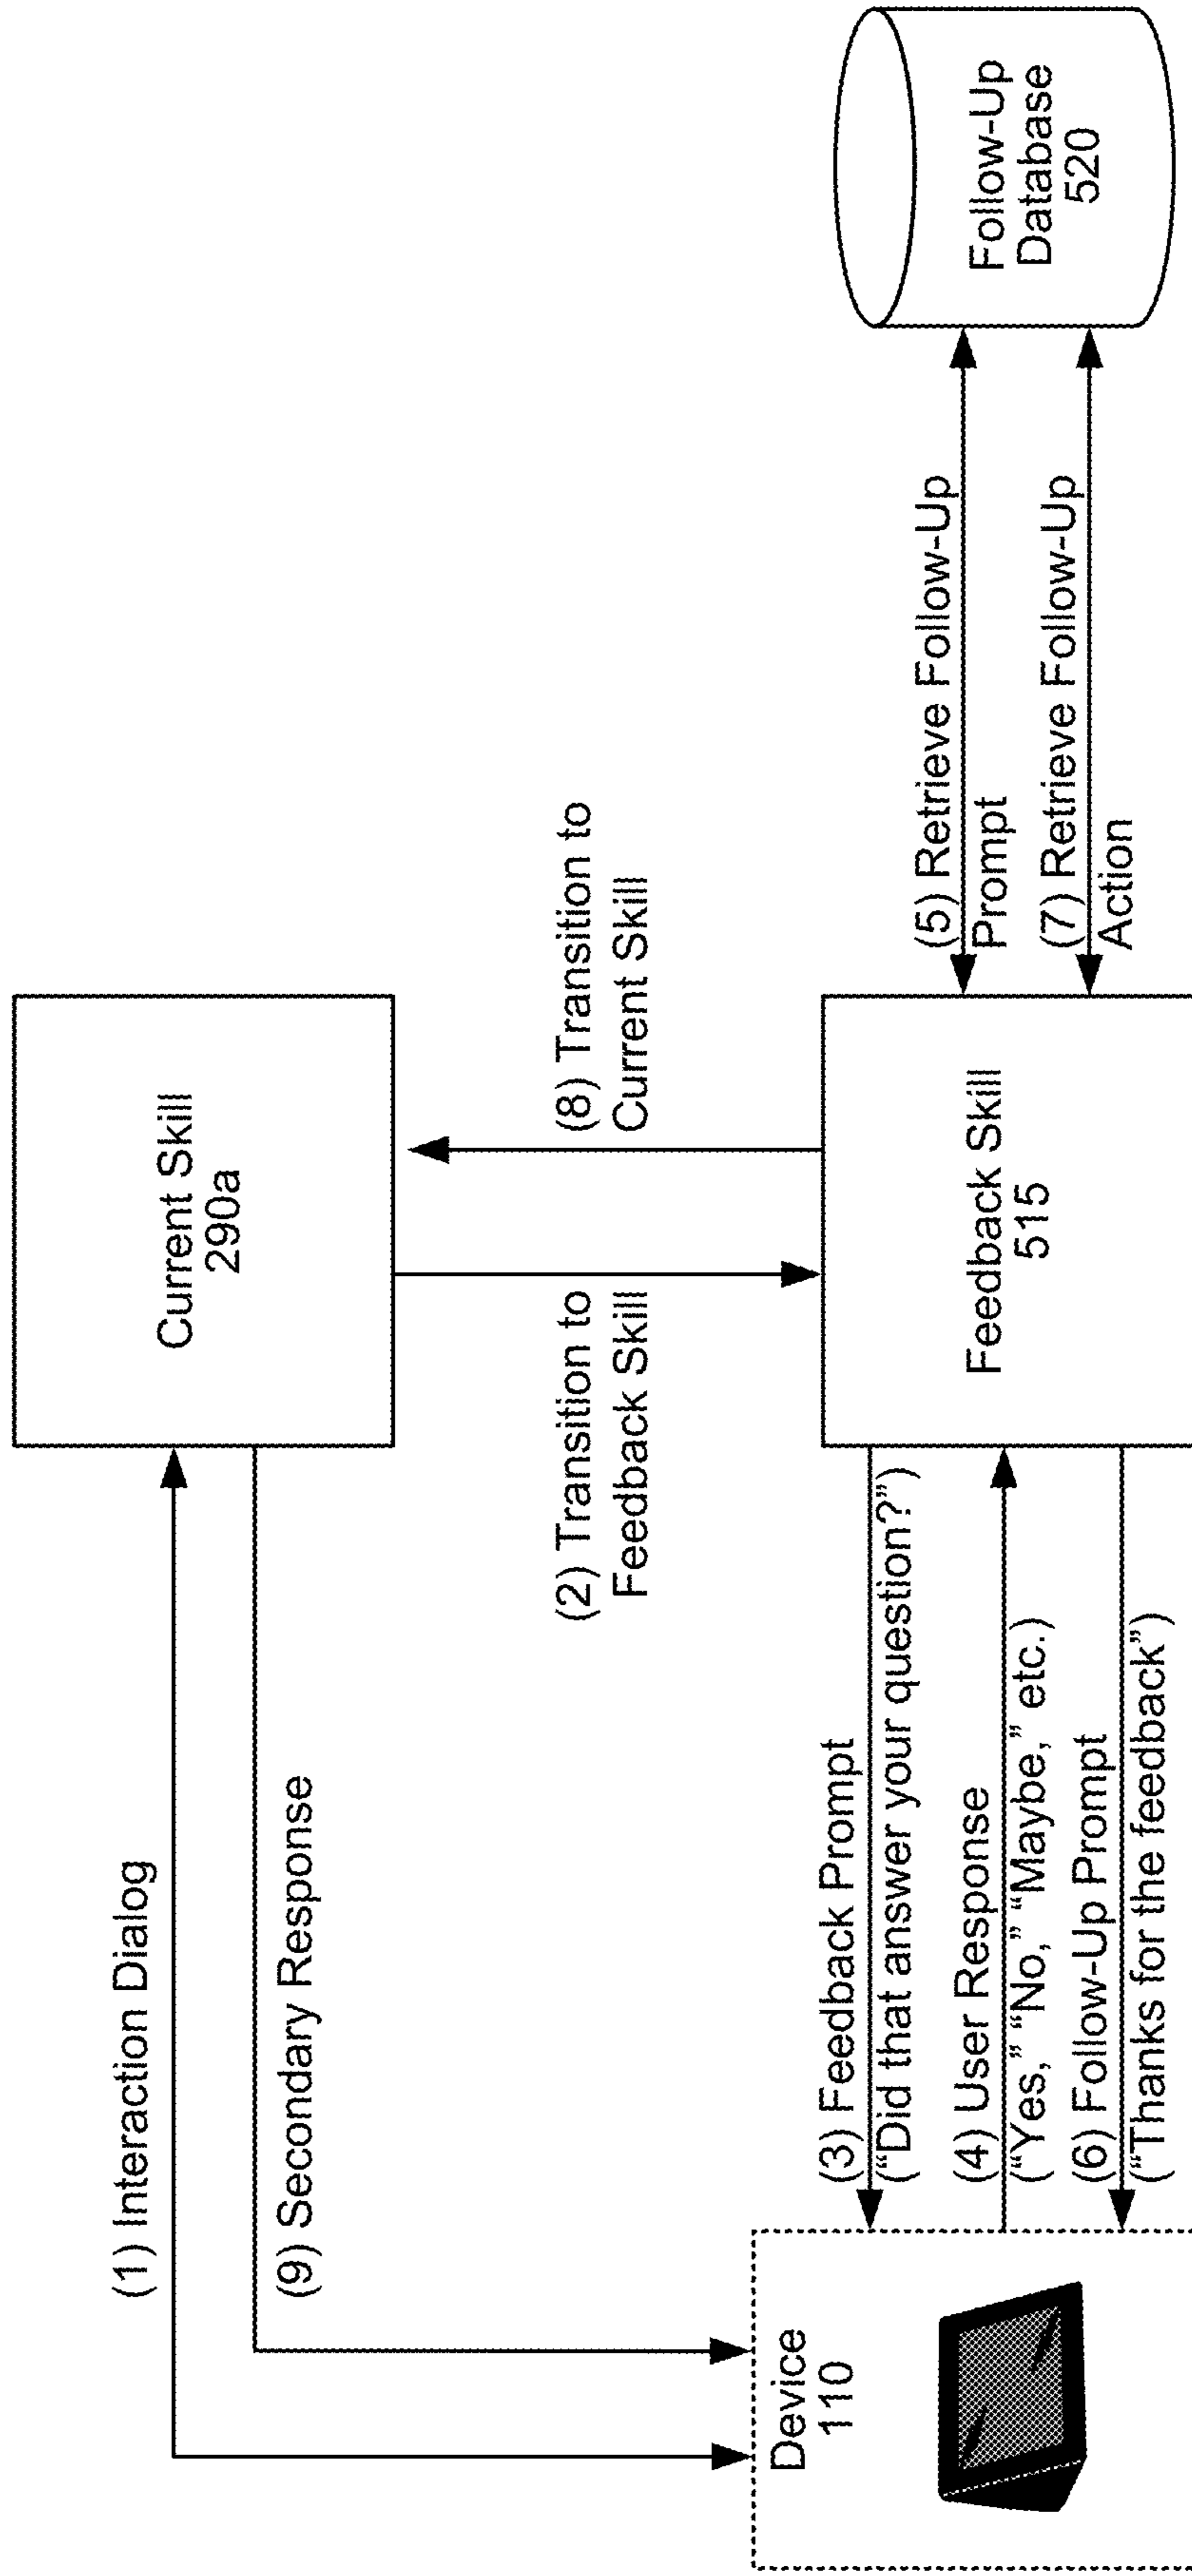 (1) Interaction Dialog
(9) Secondary Response
Current Skill
290a
(2) Transition to
Feedback Skill
(8) Transition to
Current Skill
Device
110
(3) Feedback Prompt
(“Did that answer your question?”)
(4) User Response
(“Yes,” “No,” “Maybe,” etc.)
(6) Follow-Up Prompt
(“Thanks for the feedback”)
Feedback Skill
515
(5) Retrieve Follow-Up
Prompt
(7) Retrieve Follow-Up
Action
Follow-Up
Database
520